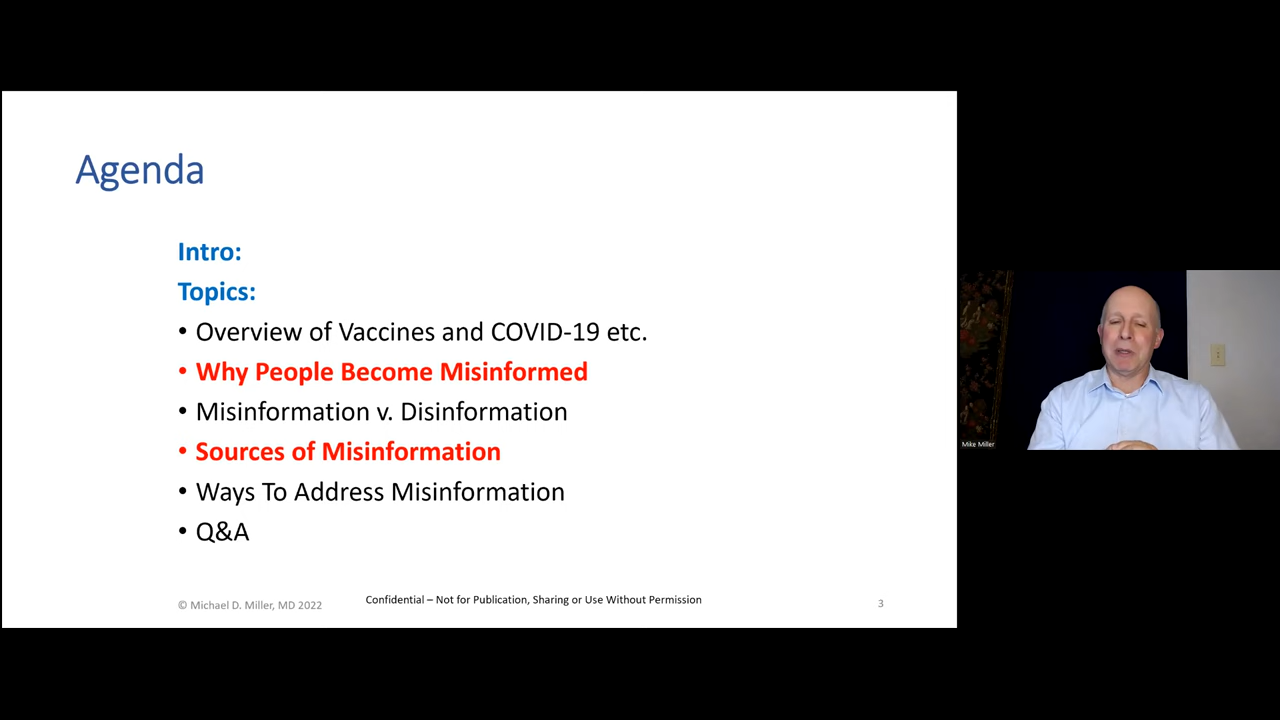 Agenda
Intro:
Topics:
• Overview of Vaccines and COVID-19 etc.
• Why People Become Misinformed
• Misinformation v. Disinformation
• Sources of Misinformation
• Ways To Address Misinformation
• Q&A
© Michael D. Miller, MD 2022
Confidential – Not for Publication, Sharing or Use Without Permission
3
Mike Miller